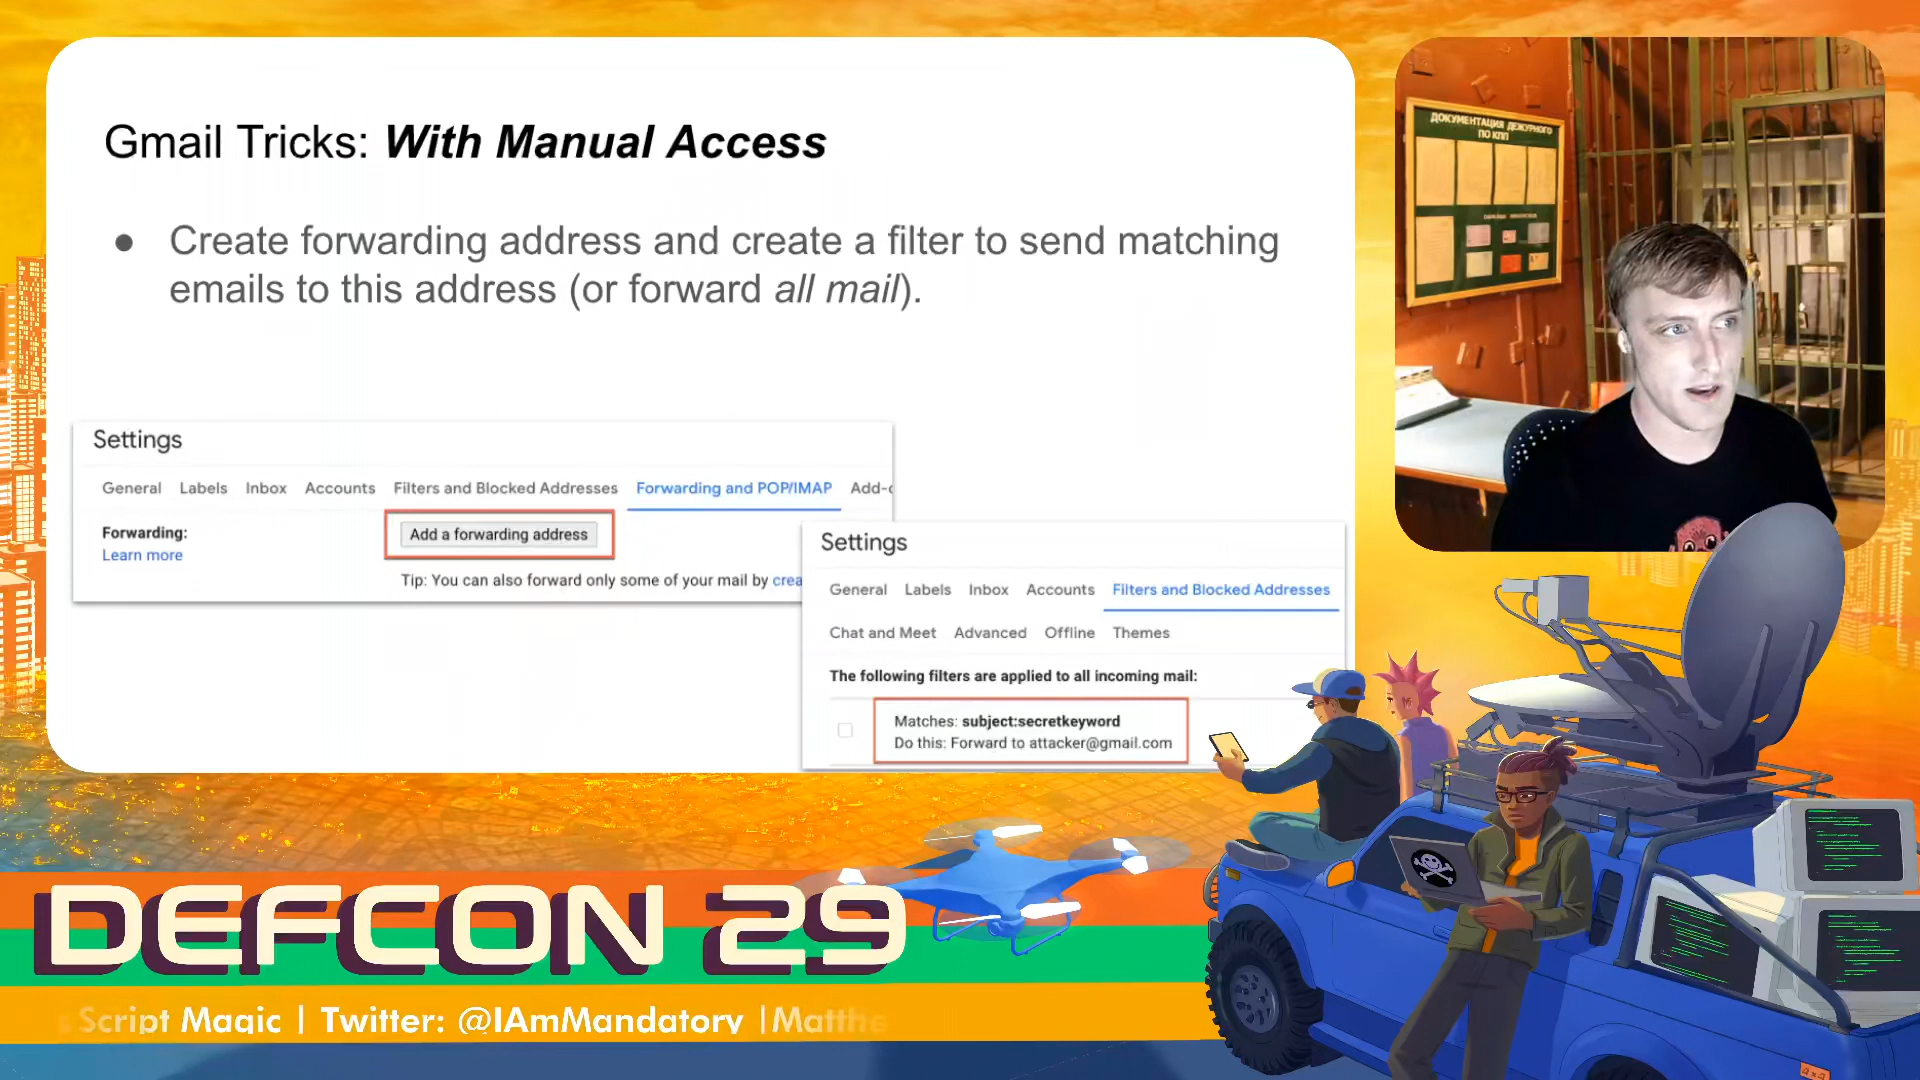 Gmail Tricks: With Manual Access
● Create forwarding address and create a filter to send matching
emails to this address (or forward all mail).
Settings
General Labels Inbox Accounts Filters and Blocked Addresses Forwarding and POP/IMAP Add-
Forwarding:
Add a forwarding address
Learn more
Tip: You can also forward only some of your mail by crea
Settings
General Labels Inbox Accounts Filters and Blocked Addresses
Chat and Meet Advanced Offline Themes
The following filters are applied to all incoming mail:
Matches: subject:secretkeyword
Do this: Forward to attacker@gmail.com
ДОКУМЕНТАЦИЯ ДЕЖУРНОГО
ПО КПП
DEFCON 29
s Script Magic | Twitter: @IAmMandatory |Matthe
4x4